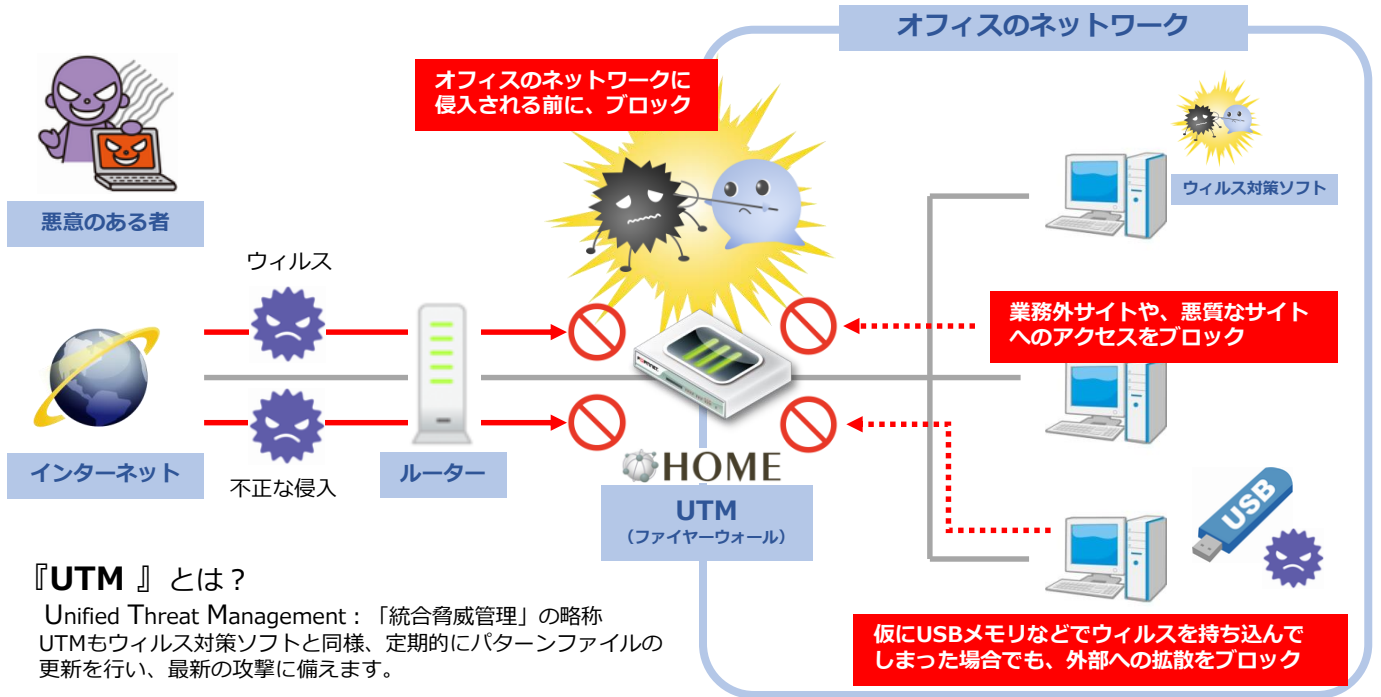 オフィスのネットワーク
オフィスのネットワークに
侵入される前に、ブロック
ウィルス対策ソフト
悪意のある者
ウィルス
業務外サイトや、悪質なサイト
へのアクセスをブロック
FORTINET
インターネット
不正な侵入
ルーター
HOME
UTM
（ファイヤーウォール）
USB
『UTM 』とは？
Unified Threat Management：「統合脅威管理」の略称
UTMもウィルス対策ソフトと同様、定期的にパターンファイルの
更新を行い、最新の攻撃に備えます。
仮にUSBメモリなどでウィルスを持ち込んで
しまった場合でも、外部への拡散をブロック